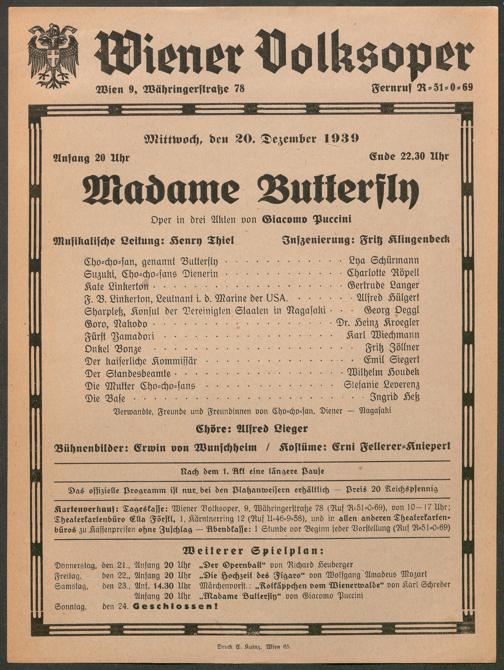 Wiener Volksoper
Wien 9, Währingerstraße 78 Fernruf R-31-0-69
Mittwoch, den 20. Dezember 1939
Anfang 20 Uhr Ende 22,30 Uhr
Madame Butterfly
Oper in drei Akten von Giacomo Puccini
Musikalische Leitung: Henry Thiel Inszenierung: Fritz Klingenbeck
Cho-cho-san, genannt Butterfly . . . Lya Schürmann
Suzuki, Cho-cho-sans Dienerin . . . Charlotte Röpell
Kate Linkerton . . . Gertrude Langer
F. B. Linkerton, Leutnant i. d. Marine der USA. . . . Alfred Hülgert
Sharpleß, Konsul der Vereinigten Staaten in Nagasaki . . . Georg Oeggl
Goro, Nakodo . . . Dr. Heinz Kroegler
Fürst Yamadori . . . Karl Wiechmann
Onkel Bonze . . . Fritz Zöllner
Der kaiserliche Kommissär . . . Emil Siegert
Der Standesbeamte . . . Wilhelm Houdek
Die Mutter Cho-cho-sans . . . Stefanie Leverenz
Die Base . . . Ingrid Heß
Verwandte, Freunde und Freundinnen von Cho-cho-san. Diener — Nagasaki
Chöre: Alfred Lieger
Bühnenbilder: Erwin von Wunschheim / Kostüme: Erni Fellerer-Kniepert
Nach dem 1. Akt eine längere Pause
Das offizielle Programm ist nur bei den Platzanweisern erhältlich — Preis 20 Reichspfennig
Kartenverkauf: Tageskasse: Wiener Volksoper, 9, Währingerstraße 78 (Ruf R-31-0-69), von 10—17 Uhr;
Theaterkartenbüro Ella Förstl, 1, Kärntnerring 12 (Ruf U-46-9-58), und in allen anderen Theaterkarten-
büros zu Kassenpreisen ohne Zuschlag — Abendkasse: 1 Stunde vor Beginn jeder Vorstellung (Ruf R-51-0-69)
Weiterer Spielplan:
Donnerstag, den 21., Anfang 20 Uhr „Der Opernball" von Richard Heuberger
Freitag, den 22., Anfang 20 Uhr „Die Hochzeit des Figaro" von Wolfgang Amadeus Mozart
Samstag, den 23., Anf. 14.30 Uhr Märchenvorst.: „Rotkäppchen vom Wienerwalde" von Karl Schreder
Anfang 20 Uhr „Madame Butterfly" von Giacomo Puccini
Sonntag, den 24. Geschlossen!
Druck E. Kainz, Wien 65.